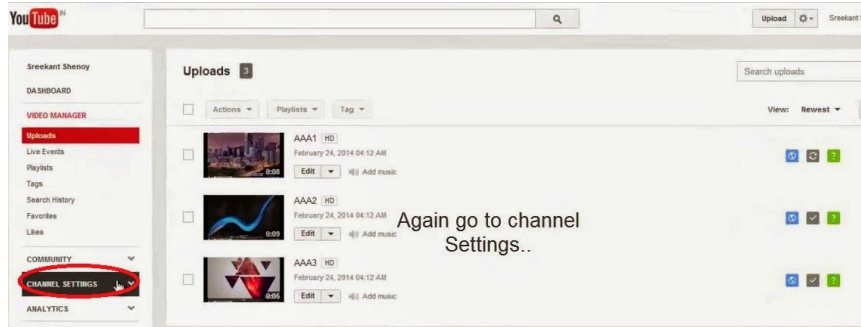 YouTube IN
Upload
Sreekant
Sreekant Shenoy
DASHBOARD
VIDEO MANAGER
Uploads
Live Events
Playlists
Tags
Search History
Favorites
Likes
COMMUNITY
CHANNEL SETTINGS
ANALYTICS
Uploads 3
Search uploads
Actions
Playlists
Tag
View: Newest
AAA1 HD
February 24, 2014 04:12 AM
0:08
Edit
Add music
AAA2 HD
February 24, 2014 04:12 AM
0:09
Edit
Add music
Again go to channel
Settings..
AAA3 HD
February 24, 2014 04:12 AM
0:05
Edit
Add music